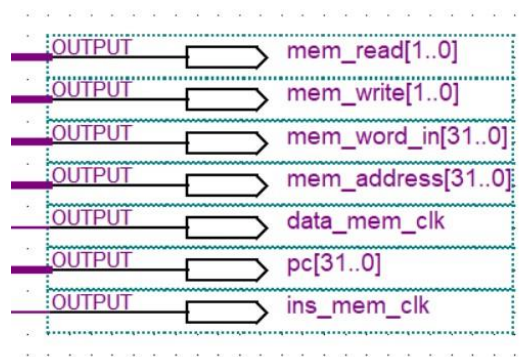 OUTPUT mem_read[1..0]
OUTPUT mem_write[1..0]
OUTPUT mem_word_in[31..0]
OUTPUT mem_address[31..0]
OUTPUT data_mem_clk
OUTPUT pc[31..0]
OUTPUT ins_mem_clk